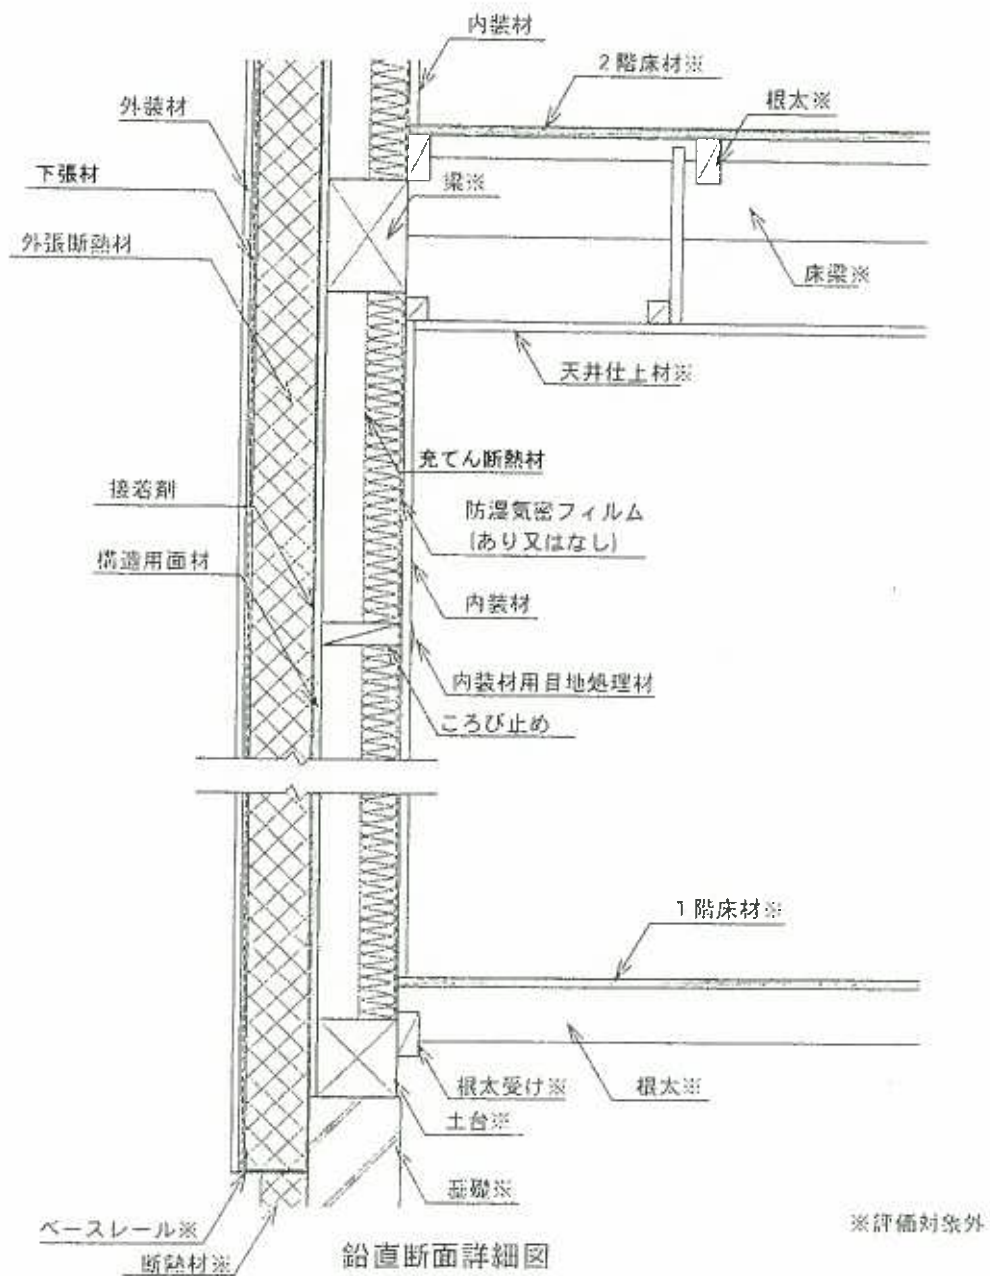 内装材
2階床材※
根太※
外装材
下張材
梁※
外張断熱材
床梁※
天井仕上材※
充てん断熱材
接着剤
防湿気密フィルム
(あり又はなし)
構造用面材
内装材
内装材用目地処理材
ころび止め
1階床材※
根太受け※
根太※
土台※
基礎※
ベースレール※
断熱材※
※評価対象外
鉛直断面詳細図